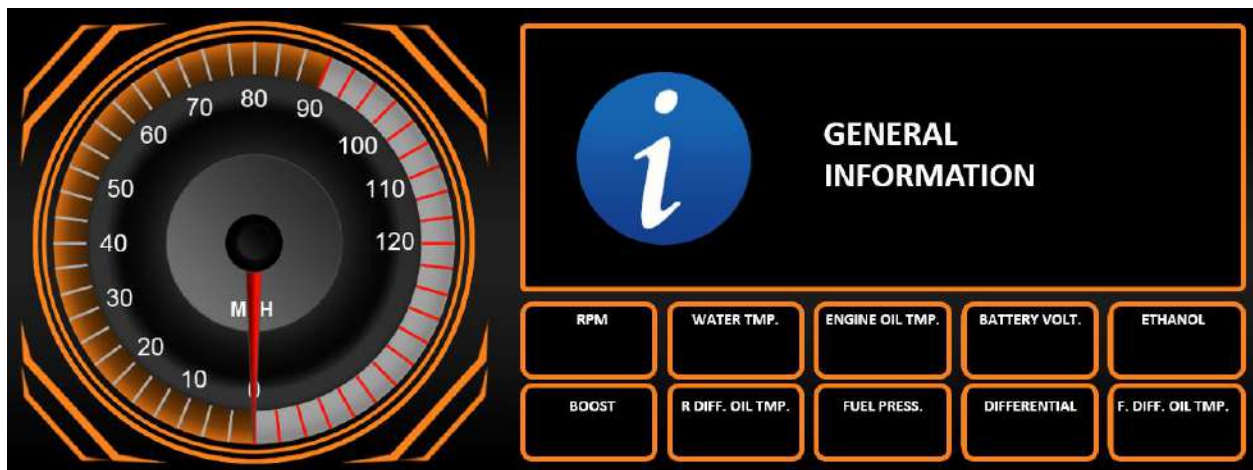 80
70
90
60
100
50
110
40
120
30
M H
20
10
0
i
GENERAL
INFORMATION
RPM
WATER TMP.
ENGINE OIL TMP.
BATTERY VOLT.
ETHANOL
BOOST
R DIFF. OIL TMP.
FUEL PRESS.
DIFFERENTIAL
F. DIFF. OIL TMP.